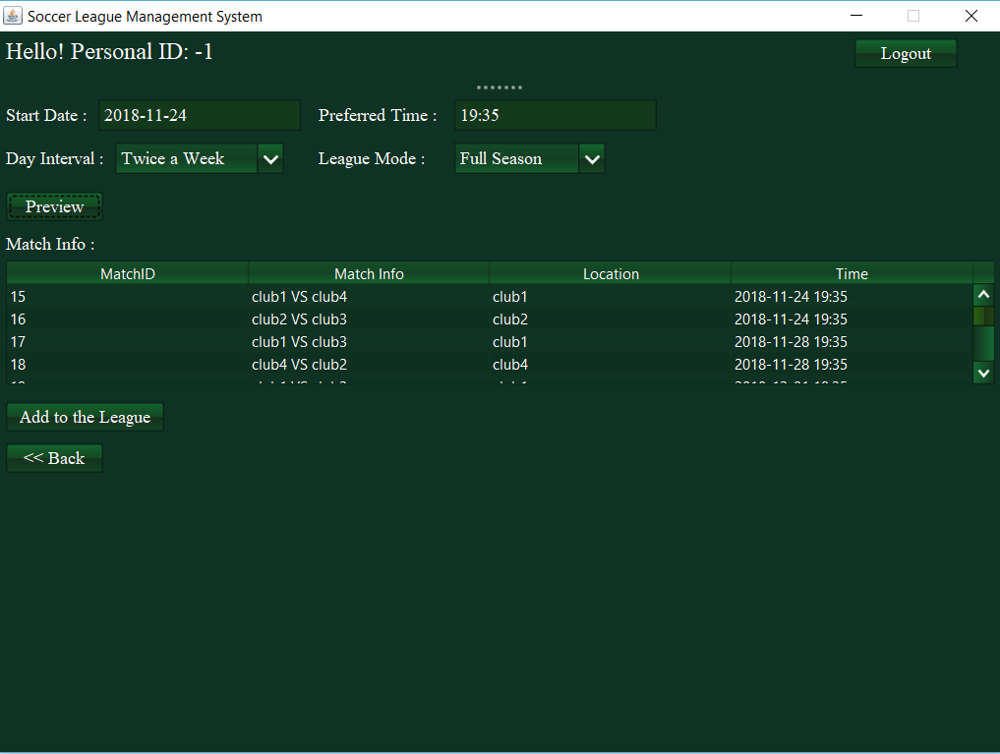 Soccer League Management System
Hello! Personal ID: -1
Logout
Start Date : 2018-11-24 Preferred Time : 19:35
Day Interval : Twice a Week League Mode : Full Season
Preview
Match Info :
MatchID Match Info Location Time
15 club1 VS club4 club1 2018-11-24 19:35
16 club2 VS club3 club2 2018-11-24 19:35
17 club1 VS club3 club1 2018-11-28 19:35
18 club4 VS club2 club4 2018-11-28 19:35
Add to the League
<< Back